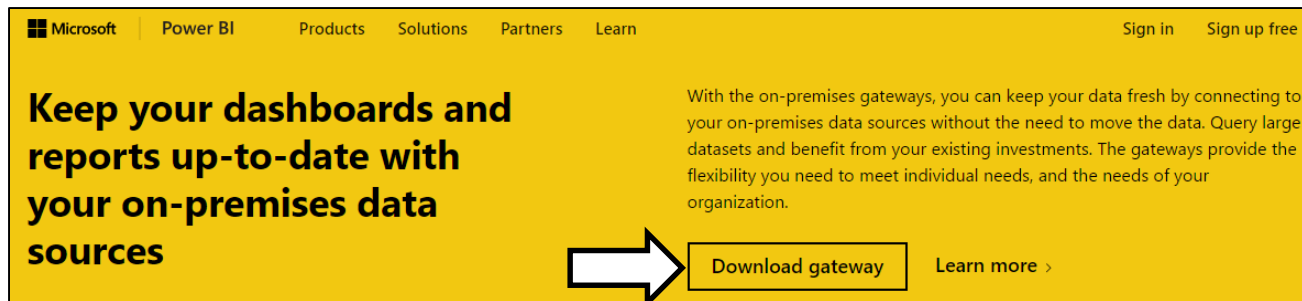 Microsoft Power BI Products Solutions Partners Learn Sign in Sign up free
Keep your dashboards and
reports up-to-date with
your on-premises data
sources
With the on-premises gateways, you can keep your data fresh by connecting to
your on-premises data sources without the need to move the data. Query large
datasets and benefit from your existing investments. The gateways provide the
flexibility you need to meet individual needs, and the needs of your
organization.
Download gateway Learn more >